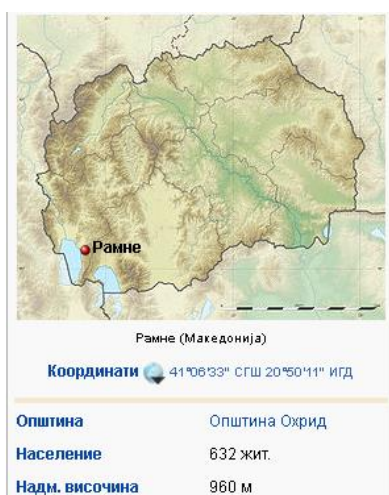 Рамне
Рамне (Македонија)
Координати 41°06′33″ СГШ 20°50′11″ ИГД
Општина Општина Охрид
Население 632 жит.
Надм. височина 960 м